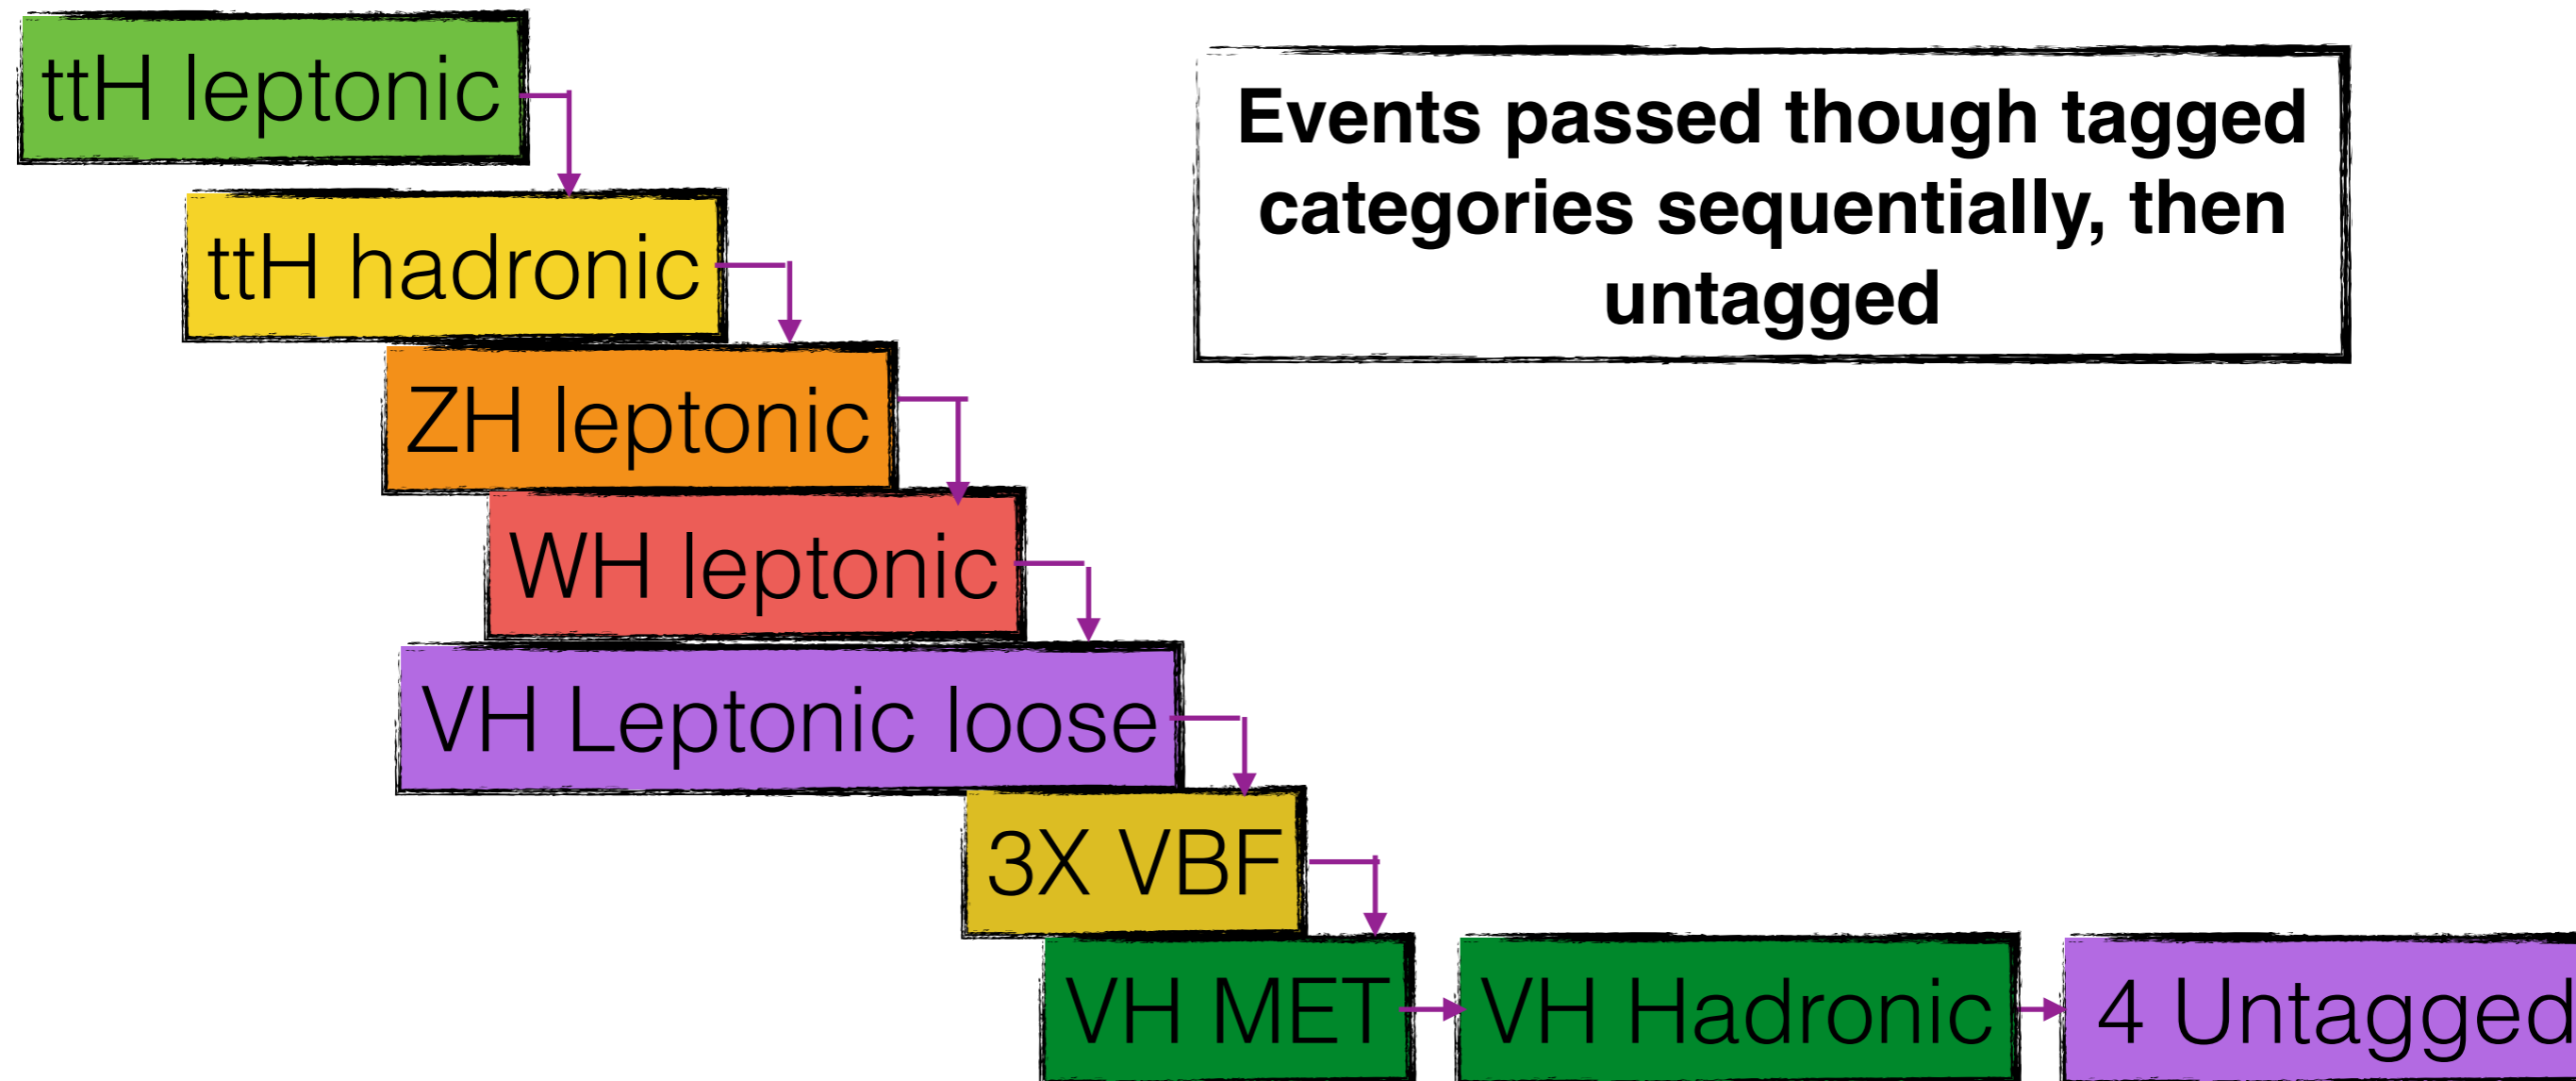 ttH leptonic
Events passed though tagged
categories sequentially, then
untagged
ttH hadronic
ZH leptonic
WH leptonic
VH Leptonic loose
3X VBF
VH MET
VH Hadronic
4 Untagged